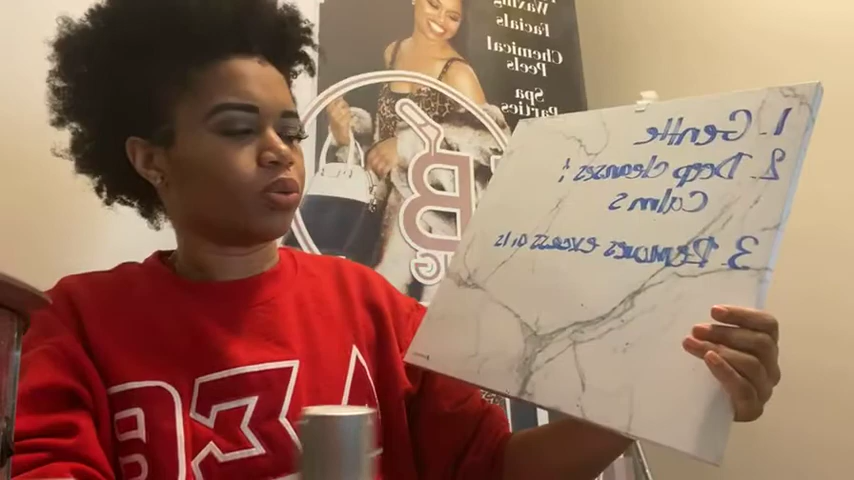 Waxing
Facials
Chemical
Peels
Spa
Parties
B
1. Gentle
2. Deep cleanses &
Calms
3. Removes excess oils